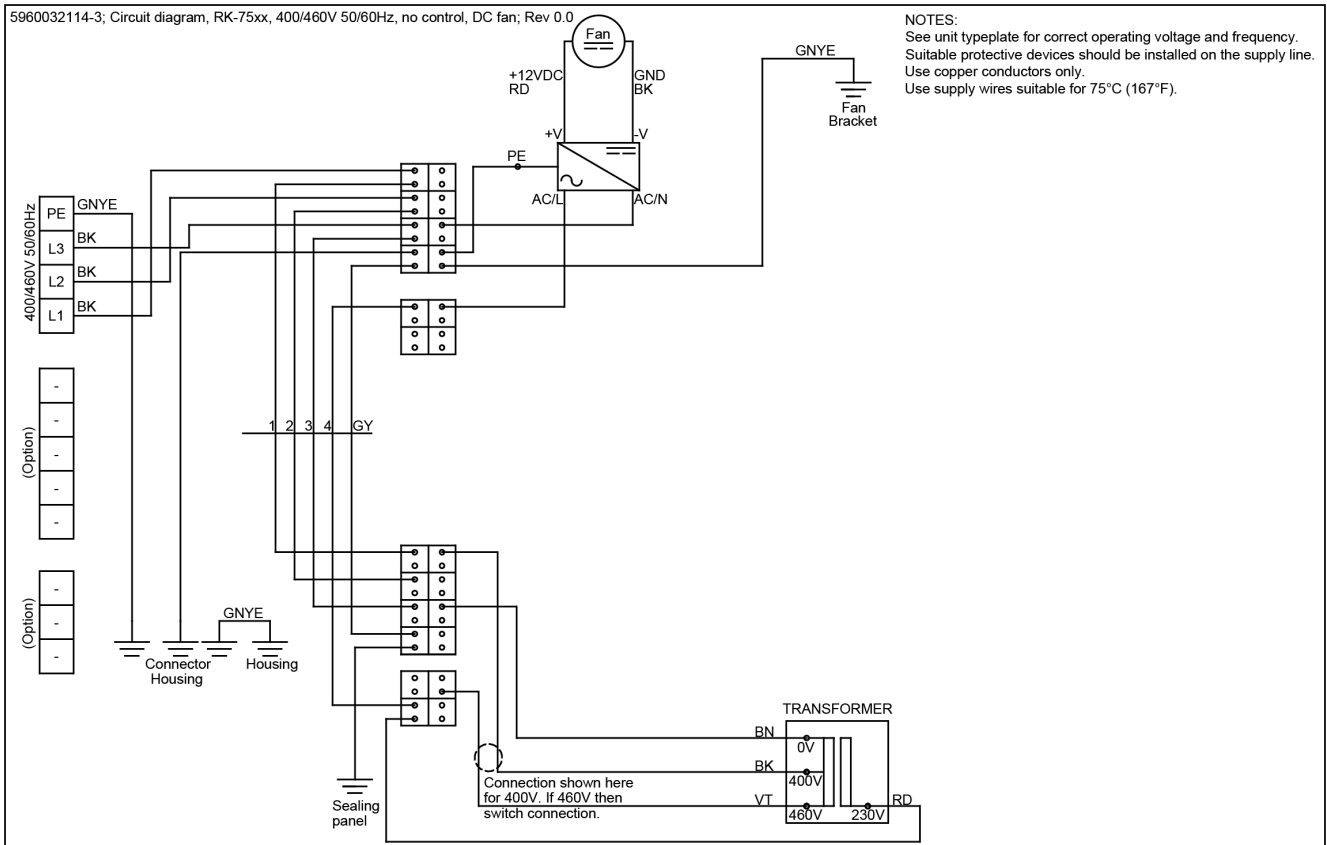 5960032114-3; Circuit diagram, RK-75xx, 400/460V 50/60Hz, no control, DC fan; Rev 0.0
NOTES:
See unit typeplate for correct operating voltage and frequency.
Suitable protective devices should be installed on the supply line.
Use copper conductors only.
Use supply wires suitable for 75°C (167°F).
Fan
+12VDC
RD
GND
BK
GNYE
Fan
Bracket
+V
-V
PE
AC/L
AC/N
400/460V 50/60Hz
PE
GNYE
L3
BK
L2
BK
L1
BK
1 2 3 4 GY
(Option)
-
-
-
-
-
(Option)
-
-
-
GNYE
Connector
Housing
Housing
Sealing
panel
Connection shown here
for 400V. If 460V then
switch connection.
TRANSFORMER
BN
0V
BK
400V
VT
460V
230V
RD